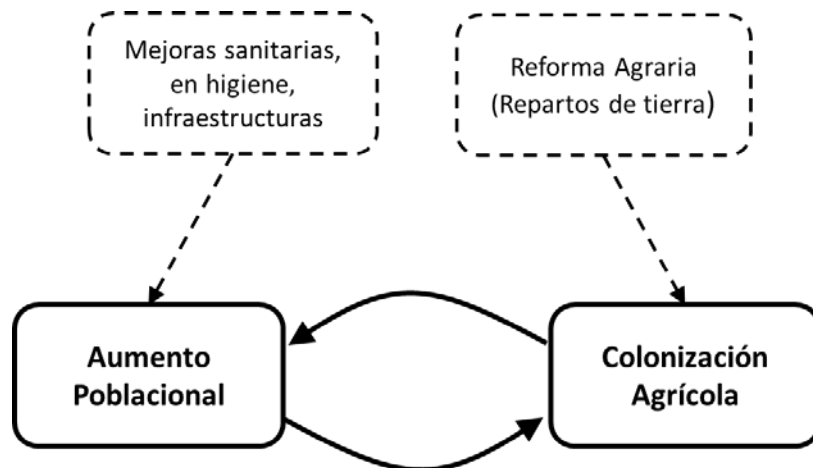 Mejoras sanitarias,
en higiene,
infraestructuras
Reforma Agraria
(Repartos de tierra)
Aumento
Poblacional
Colonización
Agrícola